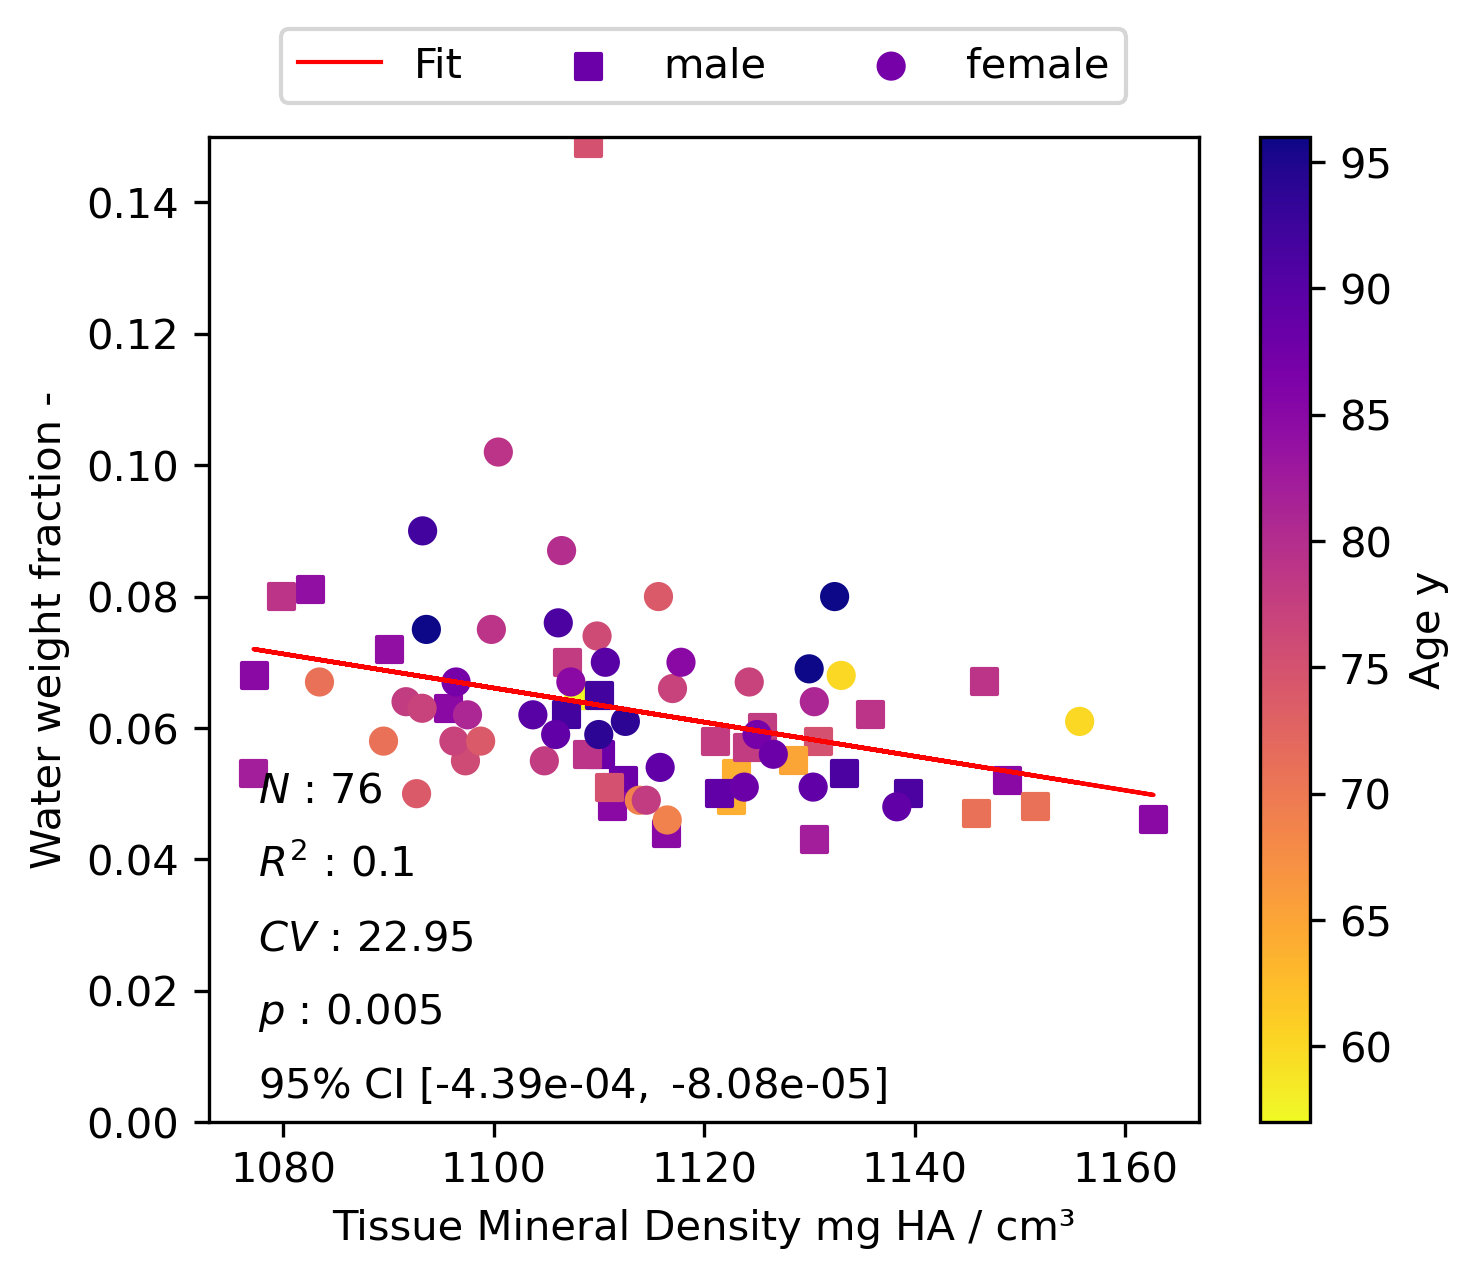 Fit male female
0.14
0.12
0.10
0.08
0.06
0.04
0.02
0.00
Water weight fraction -
N : 76
R² : 0.1
CV : 22.95
p : 0.005
95% CI [-4.39e-04, -8.08e-05]
1080 1100 1120 1140 1160
Tissue Mineral Density mg HA / cm³
95
90
85
80
75
70
65
60
Age y